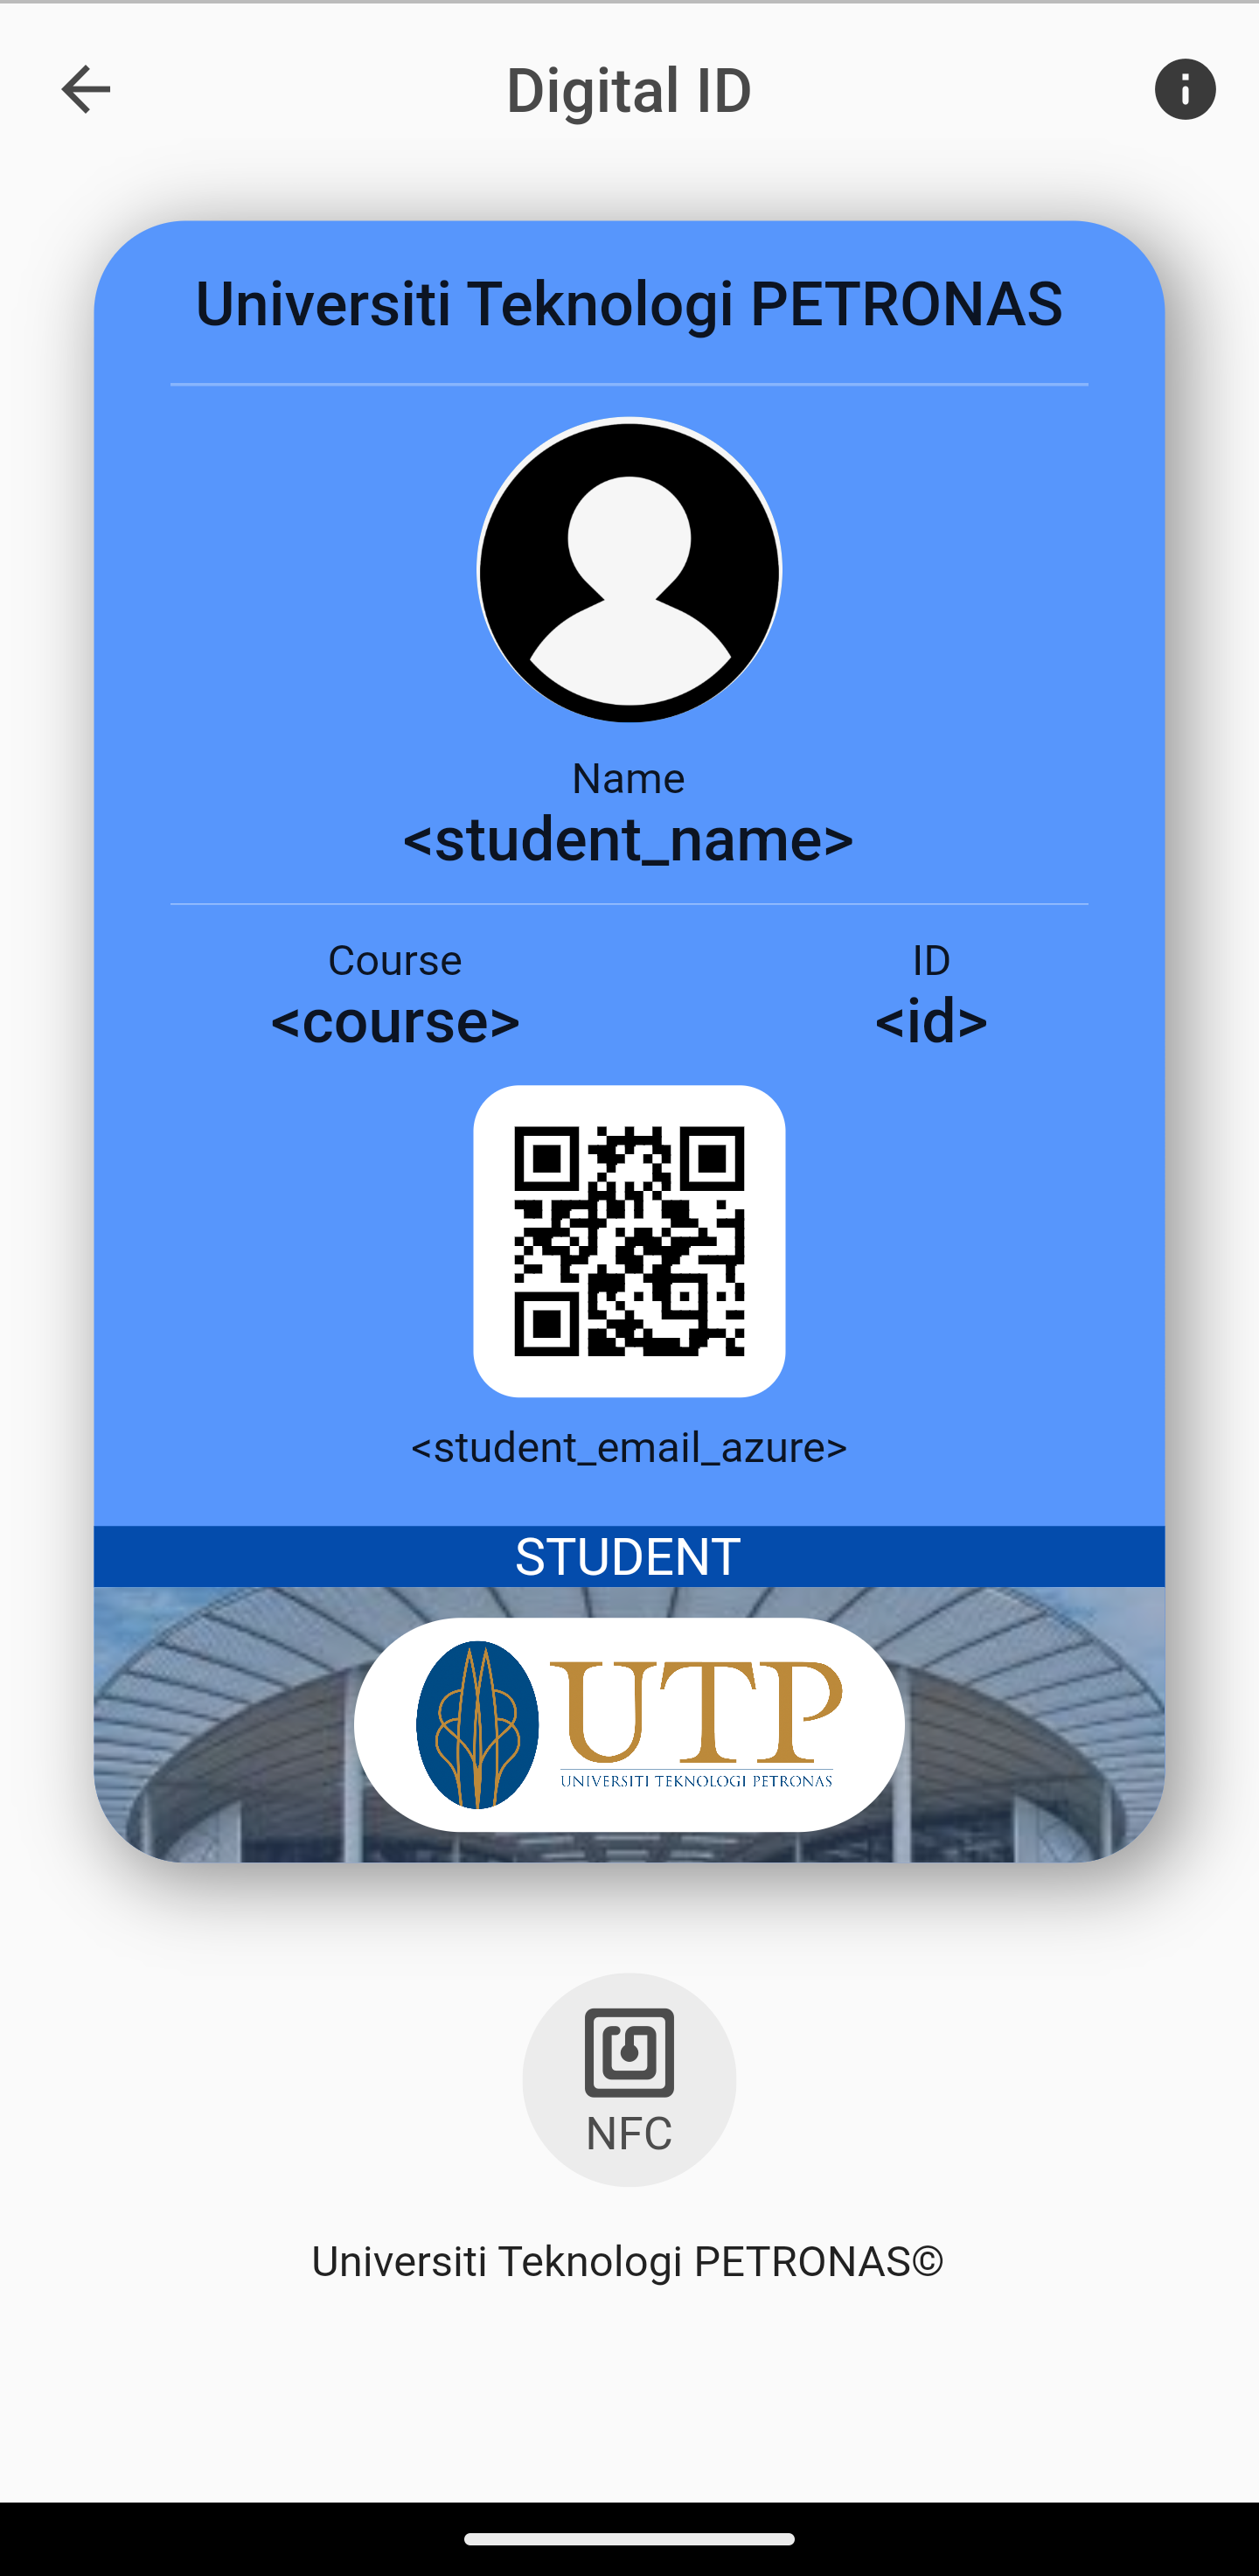 Digital ID
Universiti Teknologi PETRONAS
Name
<student_name>
Course
ID
<course>
<id>
<student_email_azure>
STUDENT
UTP
UNIVERSITI TEKNOLOGI PETRONAS
NFC
Universiti Teknologi PETRONAS©